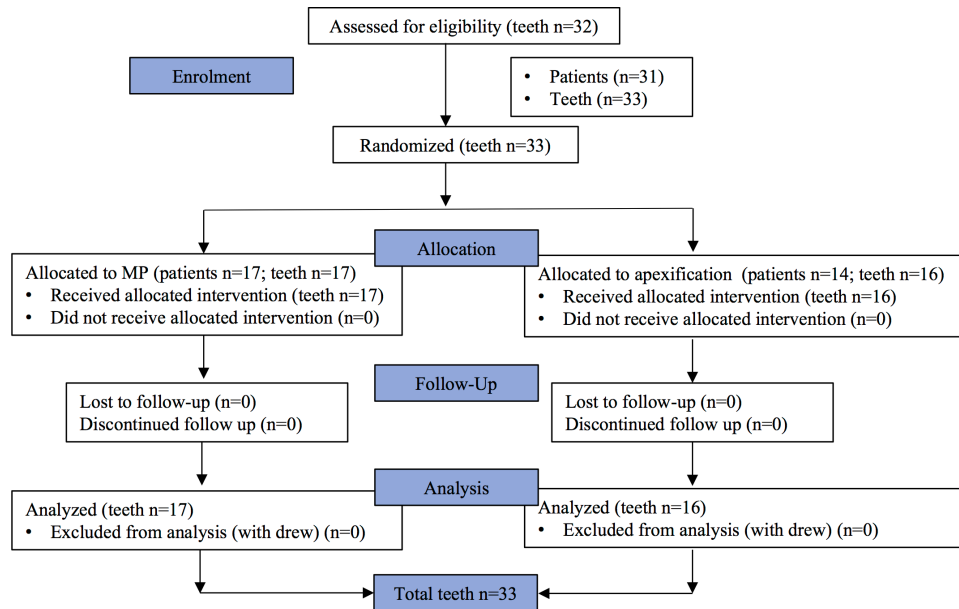 Assessed for eligibility (teeth n=32)
Enrolment
• Patients (n=31)
• Teeth (n=33)
Randomized (teeth n=33)
Allocation
Allocated to MP (patients n=17; teeth n=17)
• Received allocated intervention (teeth n=17)
• Did not receive allocated intervention (n=0)
Allocated to apexification (patients n=14; teeth n=16)
• Received allocated intervention (teeth n=16)
• Did not receive allocated intervention (n=0)
Follow-Up
Lost to follow-up (n=0)
Discontinued follow up (n=0)
Lost to follow-up (n=0)
Discontinued follow up (n=0)
Analysis
Analyzed (teeth n=17)
• Excluded from analysis (with drew) (n=0)
Analyzed (teeth n=16)
• Excluded from analysis (with drew) (n=0)
Total teeth n=33